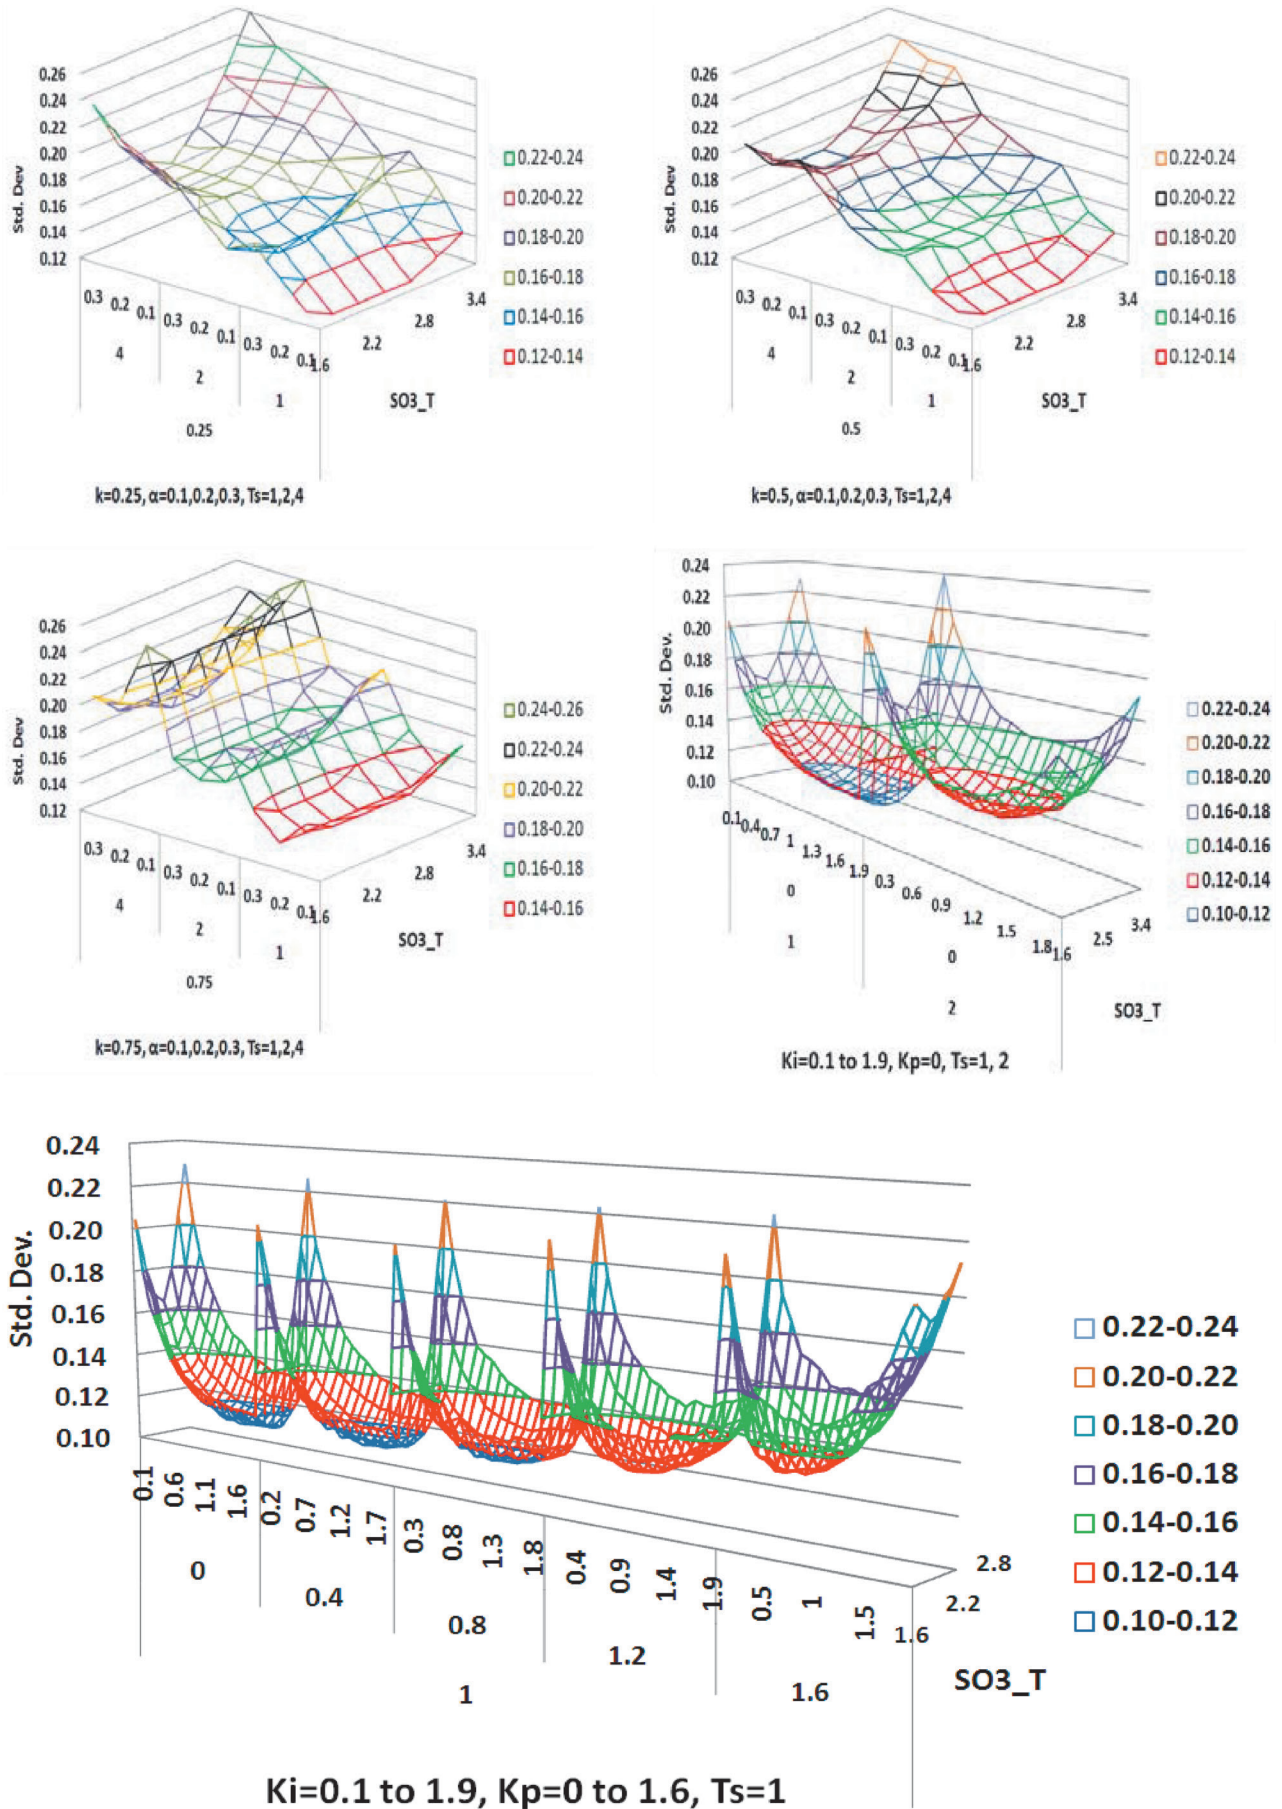 0.26
0.24
0.22
0.20
0.18
0.16
0.14
0.12
Std. Dev
0.3 0.2 0.1 0.3 0.2 0.1 0.3 0.2 0.1
4 2 1
0.25
1.6 2.2 2.8 3.4
SO3_T
0.22-0.24
0.20-0.22
0.18-0.20
0.16-0.18
0.14-0.16
0.12-0.14
k=0.25, α=0.1,0.2,0.3, Ts=1,2,4
0.26
0.24
0.22
0.20
0.18
0.16
0.14
0.12
Std. Dev
0.3 0.2 0.1 0.3 0.2 0.1 0.3 0.2 0.1
4 2 1
0.5
1.6 2.2 2.8 3.4
SO3_T
0.22-0.24
0.20-0.22
0.18-0.20
0.16-0.18
0.14-0.16
0.12-0.14
k=0.5, α=0.1,0.2,0.3, Ts=1,2,4
0.26
0.24
0.22
0.20
0.18
0.16
0.14
0.12
Std. Dev
0.3 0.2 0.1 0.3 0.2 0.1 0.3 0.2 0.1
4 2 1
0.75
1.6 2.2 2.8 3.4
SO3_T
0.24-0.26
0.22-0.24
0.20-0.22
0.18-0.20
0.16-0.18
0.14-0.16
k=0.75, α=0.1,0.2,0.3, Ts=1,2,4
0.24
0.22
0.20
0.18
0.16
0.14
0.12
0.10
Std. Dev.
0.1 0.4 0.7 1 1.3 1.6 1.9 0.3 0.6 0.9 1.2 1.5 1.8
0 0
1 2
1.6 2.5 3.4
SO3_T
0.22-0.24
0.20-0.22
0.18-0.20
0.16-0.18
0.14-0.16
0.12-0.14
0.10-0.12
Ki=0.1 to 1.9, Kp=0, Ts=1, 2
0.24
0.22
0.20
0.18
0.16
0.14
0.12
0.10
Std. Dev.
0.1 0.6 1.1 1.6 0.2 0.7 1.2 1.7 0.3 0.8 1.3 1.8 0.4 0.9 1.4 1.9 0.5 1 1.5
0 0.4 0.8 1.2 1.6
1
1.6 2.2 2.8
SO3_T
0.22-0.24
0.20-0.22
0.18-0.20
0.16-0.18
0.14-0.16
0.12-0.14
0.10-0.12
Ki=0.1 to 1.9, Kp=0 to 1.6, Ts=1